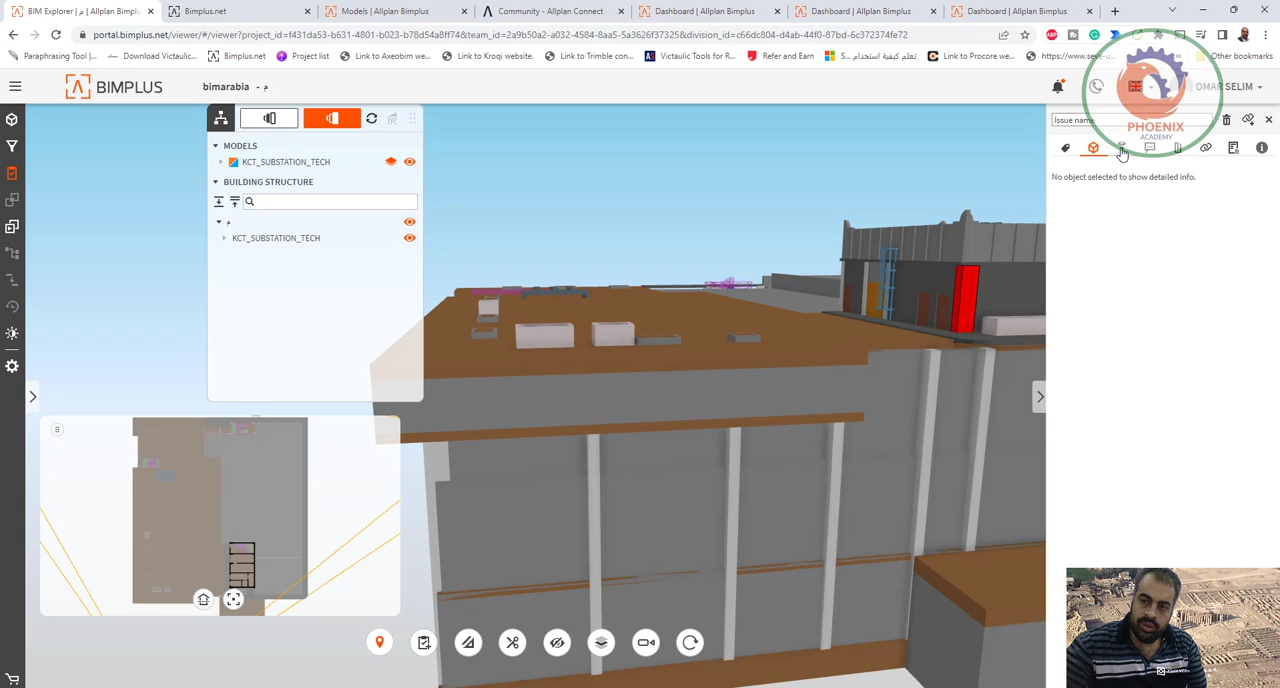 BIM Explorer | م | Allplan Bimpl
Bimplus.net
Models | Allplan Bimplus
Community - Allplan Connect
Dashboard | Allplan Bimplus
Dashboard | Allplan Bimplus
Dashboard | Allplan Bimplus
portal.bimplus.net/viewer/#/viewer?project_id=f431da53-b631-4801-b023-b78d54a8ff74&team_id=2a9b50a2-a032-4584-8aa5-5a3626f37325&division_id=c66dc804-d4ab-44f0-87bd-6c372374fe72
Paraphrasing Tool |...
Download Victaulic...
Bimplus.net
Project list
Link to Axeobim we...
Link to Kroqi website.
Link to Trimble con...
Victaulic Tools for R...
Refer and Earn
تعلم كيفية استخدام S...
Link to Procore we...
Other bookmarks
BIMPLUS
bimarabia - م
OMAR SELIM
MODELS
KCT_SUBSTATION_TECH
BUILDING STRUCTURE
م
KCT_SUBSTATION_TECH
Issue name
PHOENIX
ACADEMY
No object selected to show detailed info.